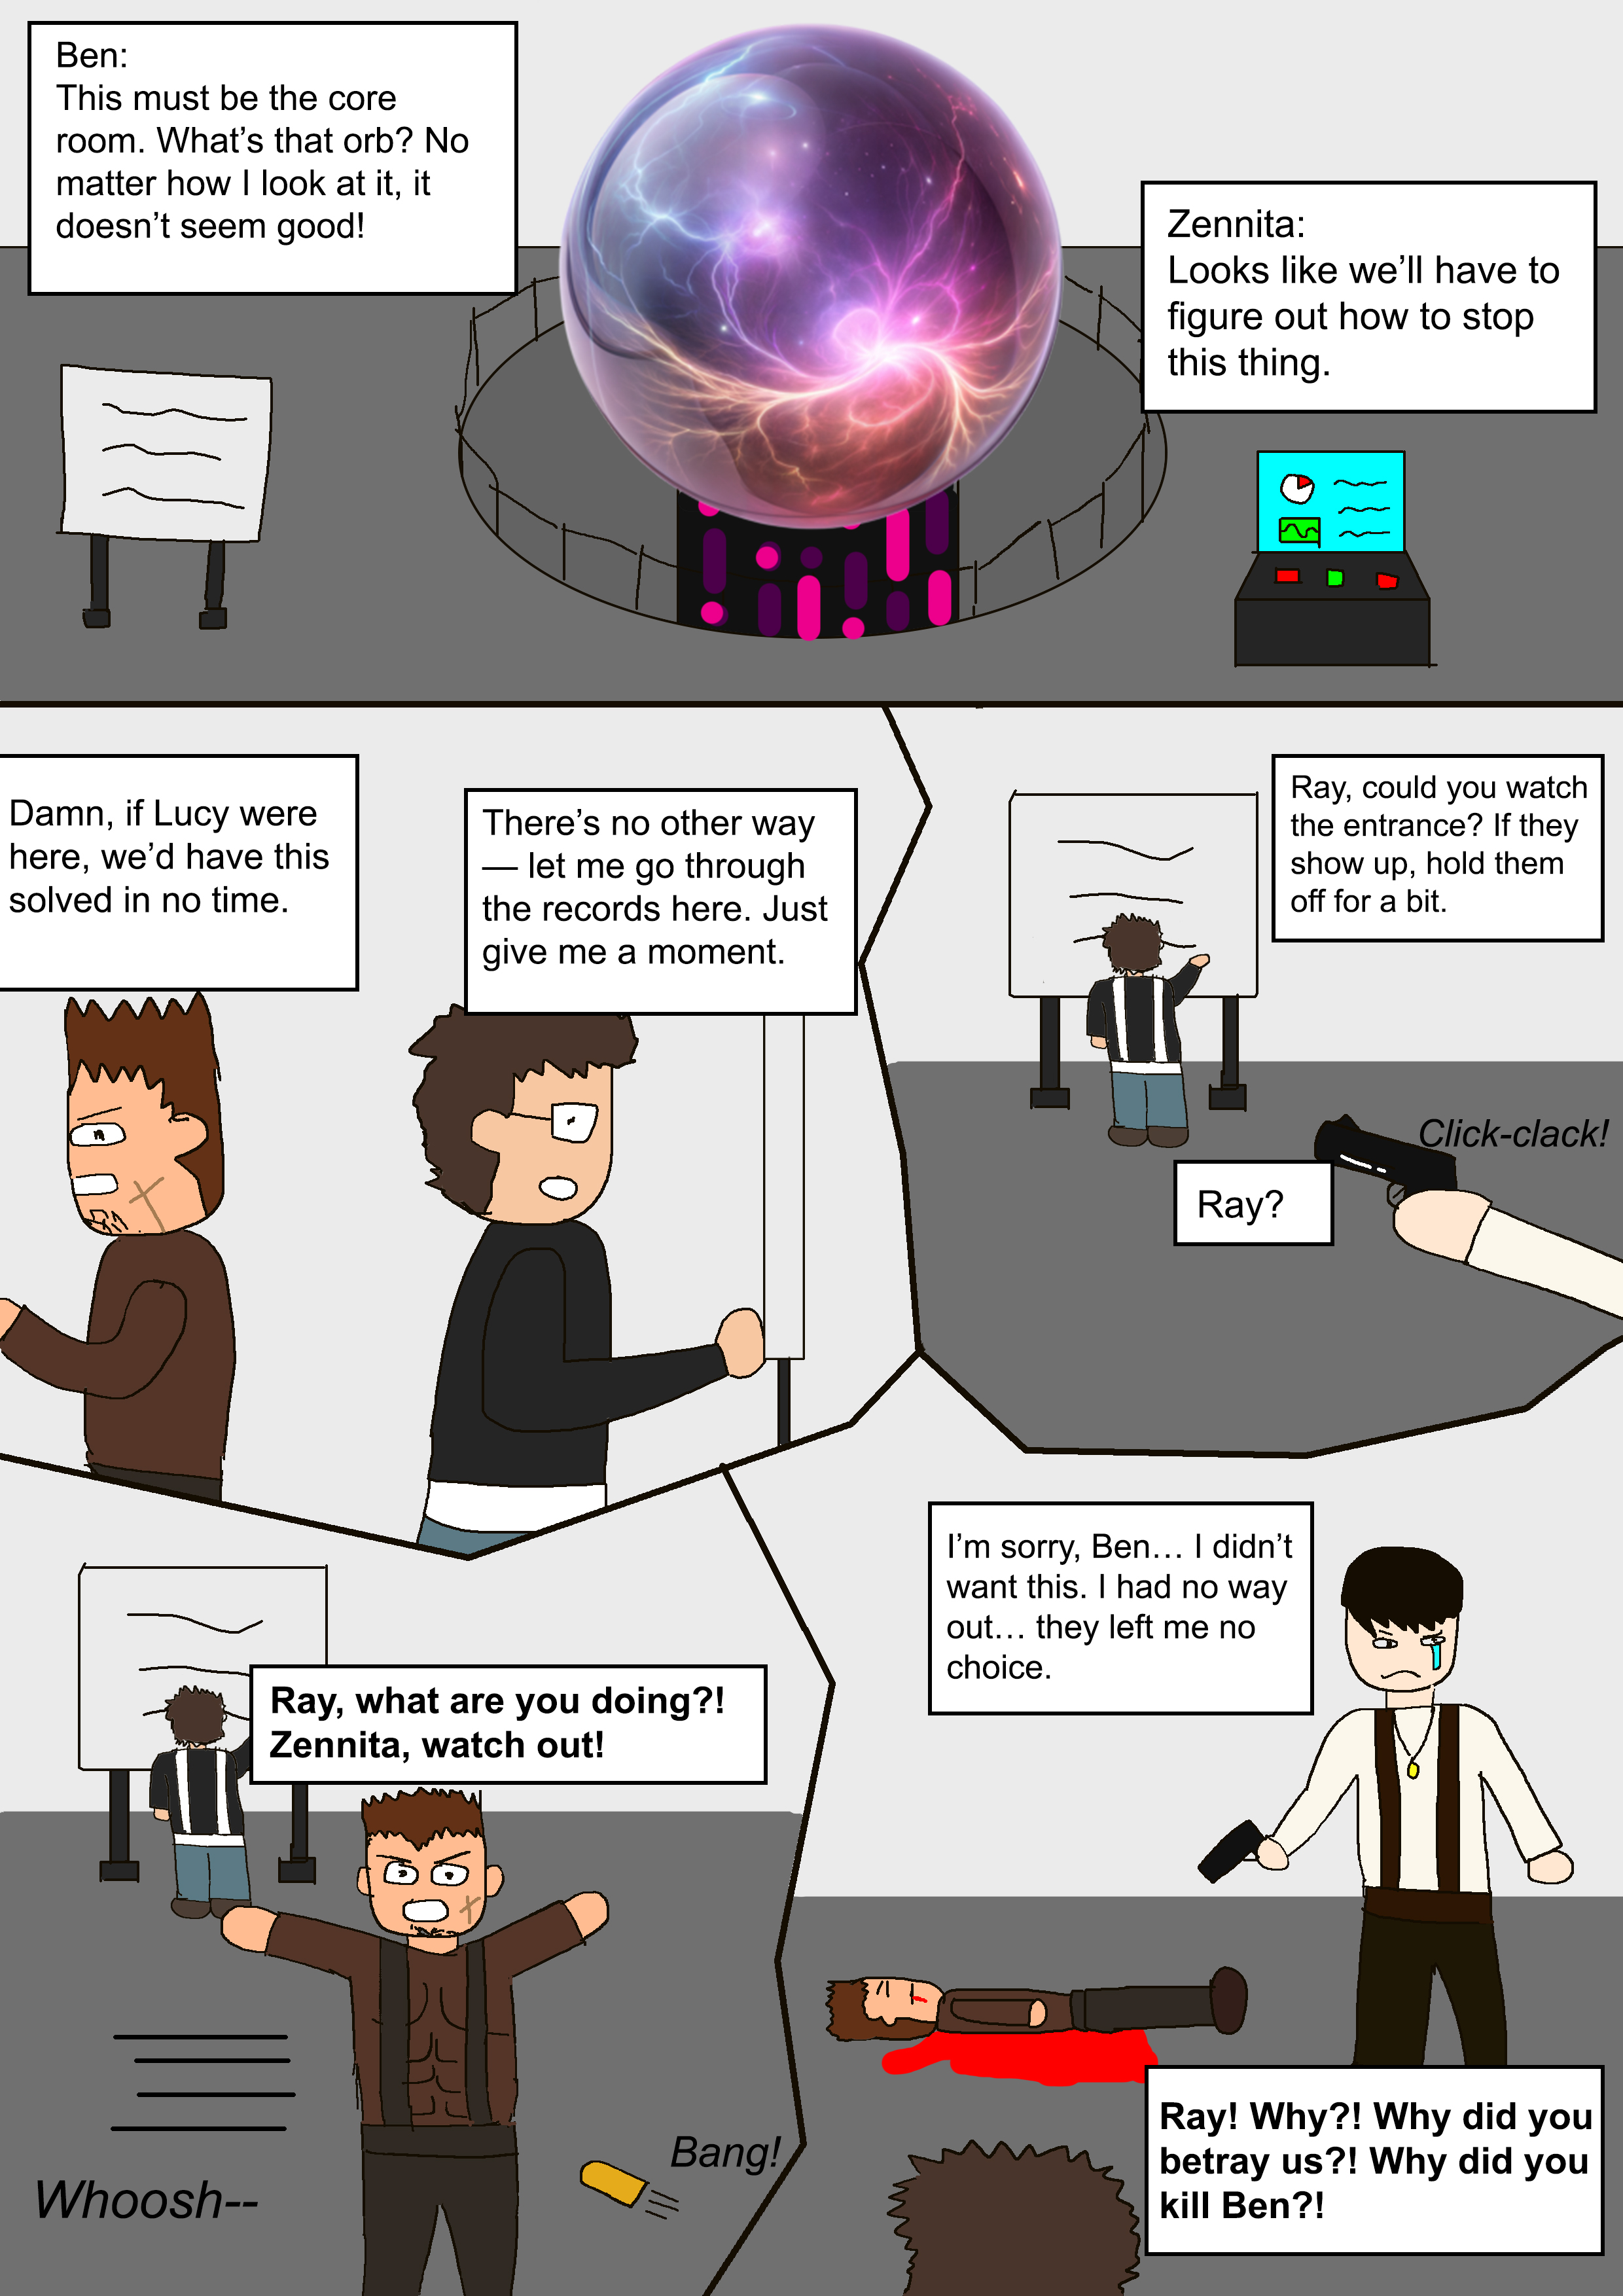 Ben:
This must be the core
room. What's that orb? No
matter how I look at it, it
doesn't seem good!
Zennita:
Looks like we'll have to
figure out how to stop
this thing.
Damn, if Lucy were
here, we'd have this
solved in no time.
There's no other way
— let me go through
the records here. Just
give me a moment.
Ray, could you watch
the entrance? If they
show up, hold them
off for a bit.
Click-clack!
Ray?
Ray, what are you doing?!
Zennita, watch out!
Whoosh--
Bang!
I'm sorry, Ben… I didn't
want this. I had no way
out… they left me no
choice.
Ray! Why?! Why did you
betray us?! Why did you
kill Ben?!